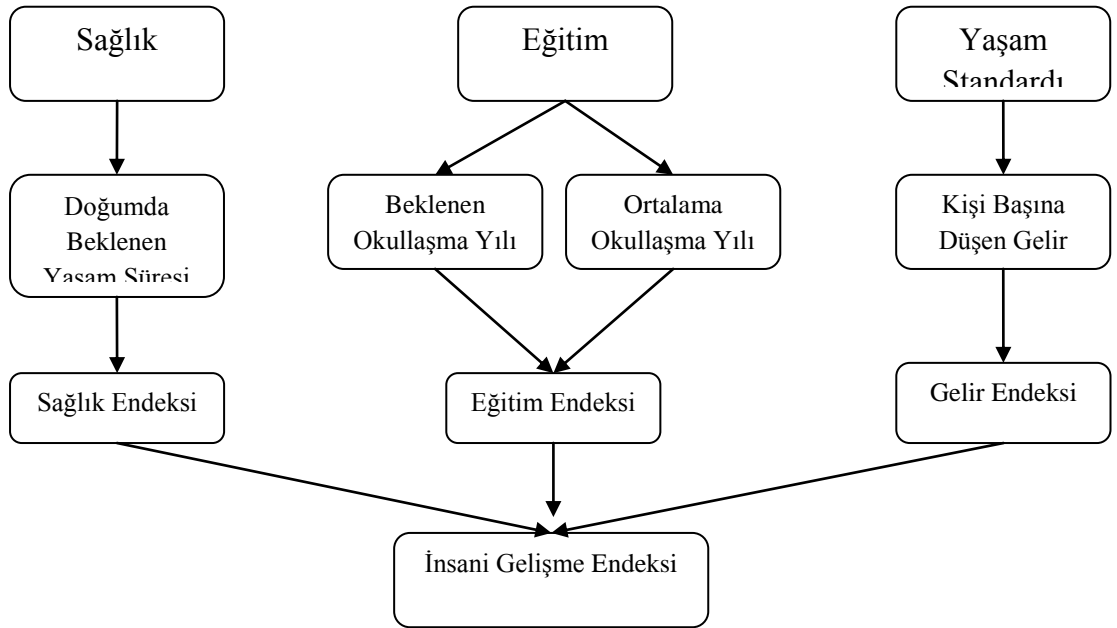 Sağlık
Eğitim
Yaşam
Standardı
Doğumda
Beklenen
Yaşam Süresi
Beklenen
Okullaşma Yılı
Ortalama
Okullaşma Yılı
Kişi Başına
Düşen Gelir
Sağlık Endeksi
Eğitim Endeksi
Gelir Endeksi
İnsani Gelişme Endeksi